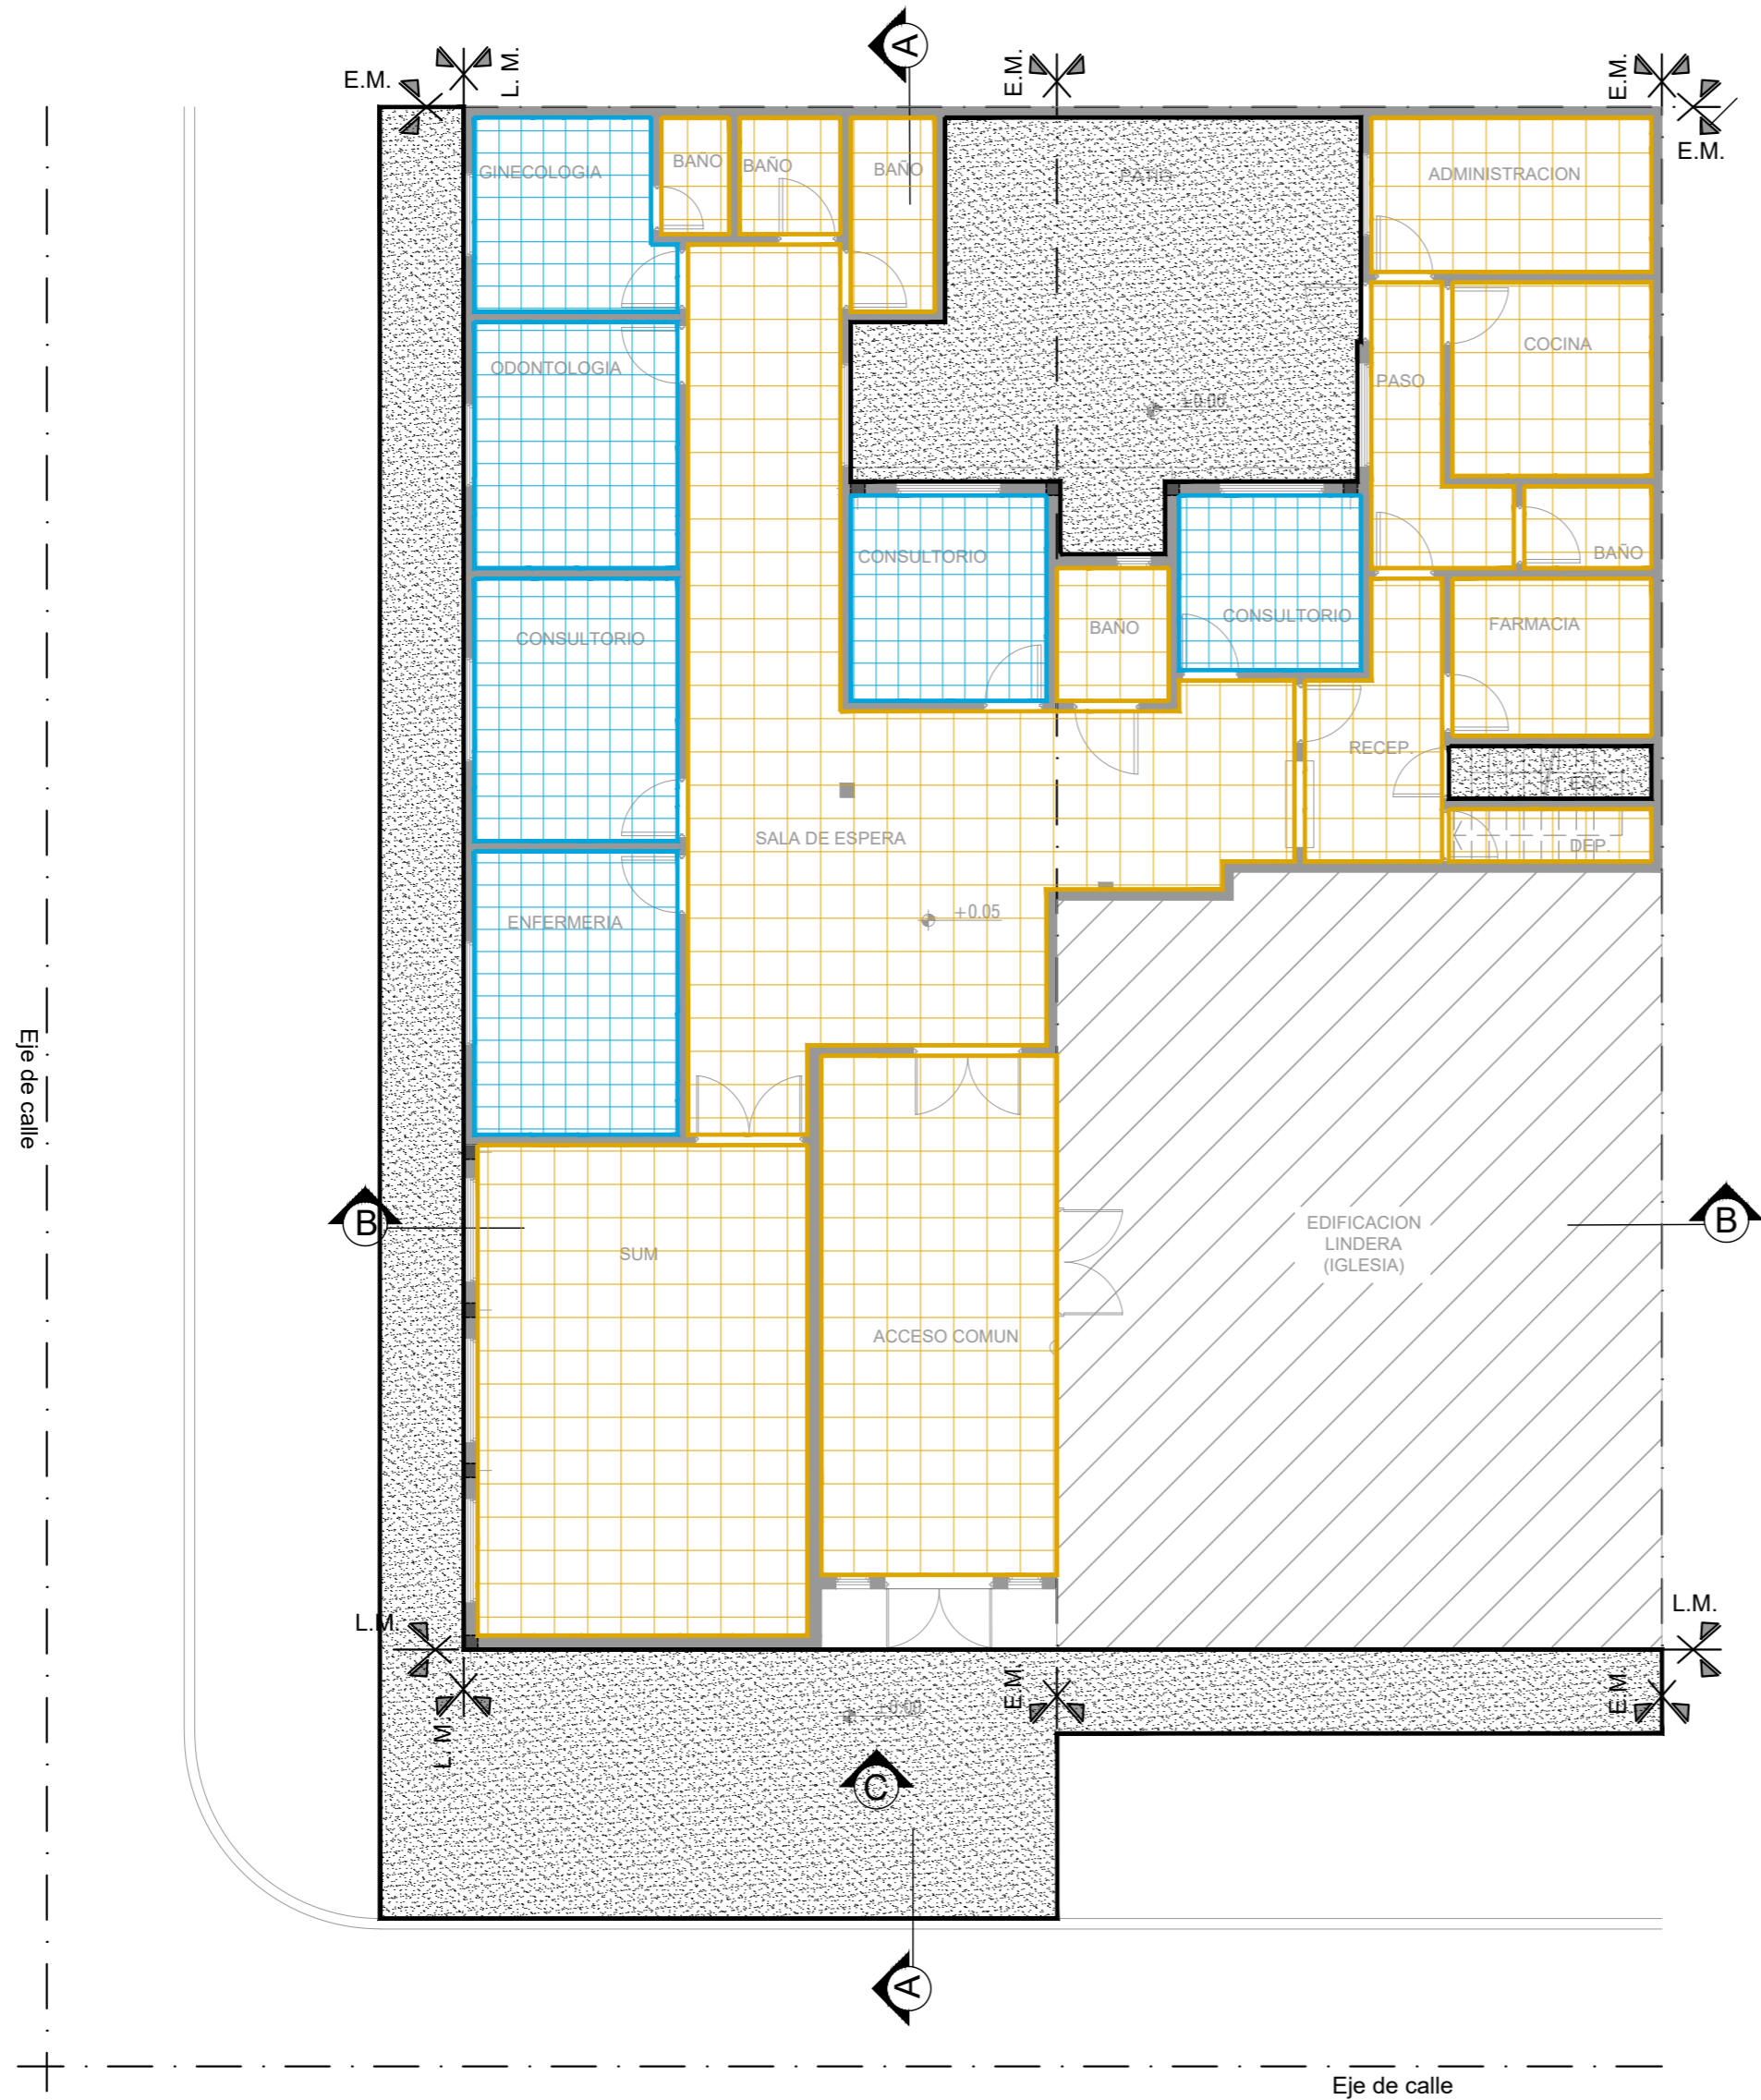 A
E.M.
L. M.
E.M.
E.M.
E.M.
GINECOLOGIA
BAÑO
BAÑO
BAÑO
PATIO
ADMINISTRACION
ODONTOLOGIA
COCINA
PASO
±0.00
CONSULTORIO
BAÑO
CONSULTORIO
CONSULTORIO
BAÑO
FARMACIA
RECEP.
ESC.
SALA DE ESPERA
DEP.
ENFERMERIA
+0.05
Eje de calle
B
SUM
EDIFICACION
LINDERA
(IGLESIA)
B
ACCESO COMUN
L.M.
L.M.
L. M.
±0.00
E.M.
E.M.
C
A
Eje de calle